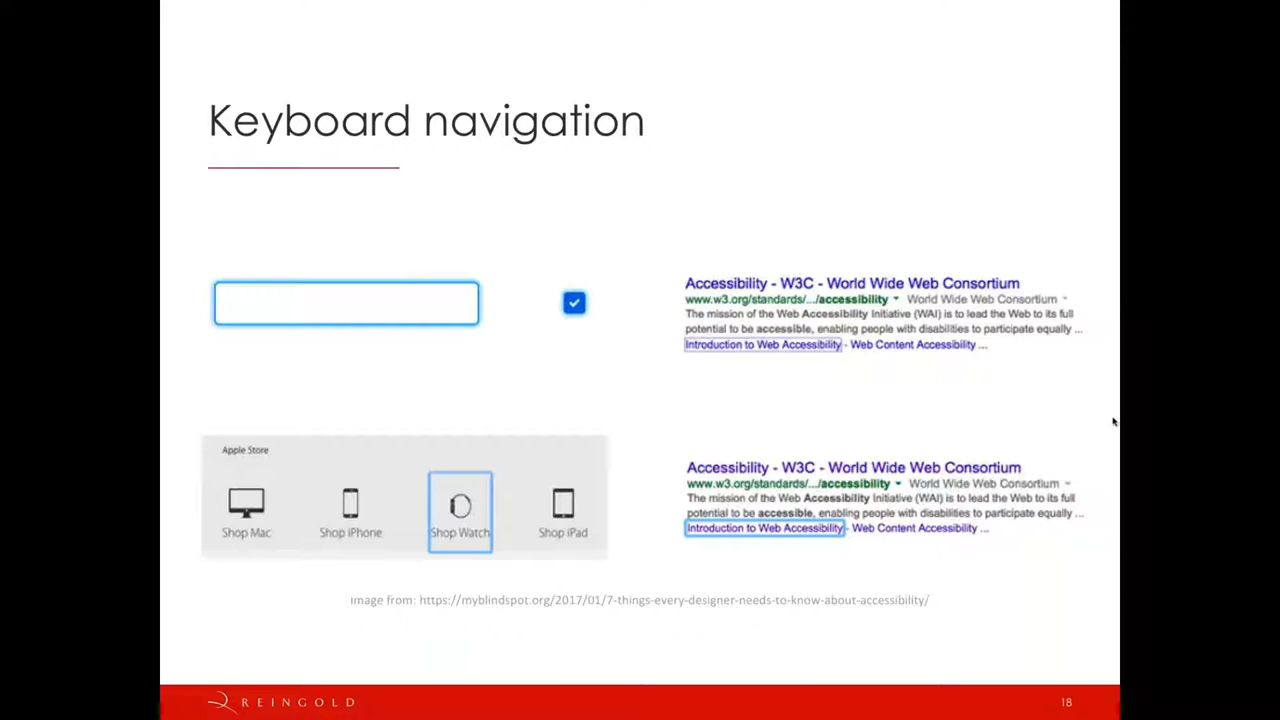 Keyboard navigation
Accessibility - W3C - World Wide Web Consortium
www.w3.org/standards/.../accessibility World Wide Web Consortium
The mission of the Web Accessibility Initiative (WAI) is to lead the Web to its full
potential to be accessible, enabling people with disabilities to participate equally ...
Introduction to Web Accessibility - Web Content Accessibility ...
Apple Store
Shop Mac
Shop iPhone
Shop Watch
Shop iPad
Accessibility - W3C - World Wide Web Consortium
www.w3.org/standards/.../accessibility World Wide Web Consortium
The mission of the Web Accessibility Initiative (WAI) is to lead the Web to its full
potential to be accessible, enabling people with disabilities to participate equally ...
Introduction to Web Accessibility - Web Content Accessibility ...
Image from: https://myblindspot.org/2017/01/7-things-every-designer-needs-to-know-about-accessibility/
REINGOLD
18